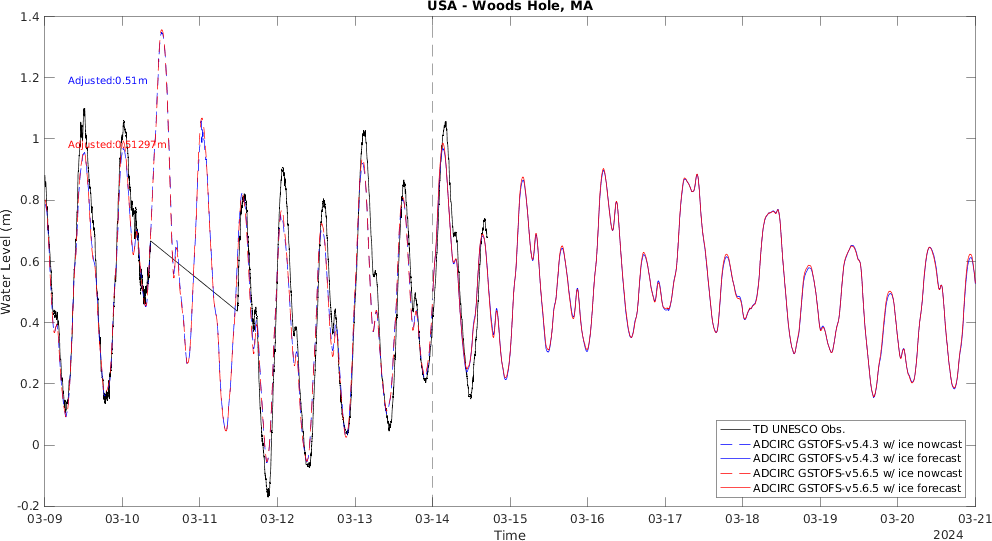 USA - Woods Hole, MA
1.4
1.2
1
0.8
0.6
0.4
0.2
0
-0.2
Water Level (m)
Adjusted:0.51m
Adjusted:0.51297m
TD UNESCO Obs.
ADCIRC GSTOFS-v5.4.3 w/ ice nowcast
ADCIRC GSTOFS-v5.4.3 w/ ice forecast
ADCIRC GSTOFS-v5.6.5 w/ ice nowcast
ADCIRC GSTOFS-v5.6.5 w/ ice forecast
03-09 03-10 03-11 03-12 03-13 03-14 03-15 03-16 03-17 03-18 03-19 03-20 03-21
Time
2024